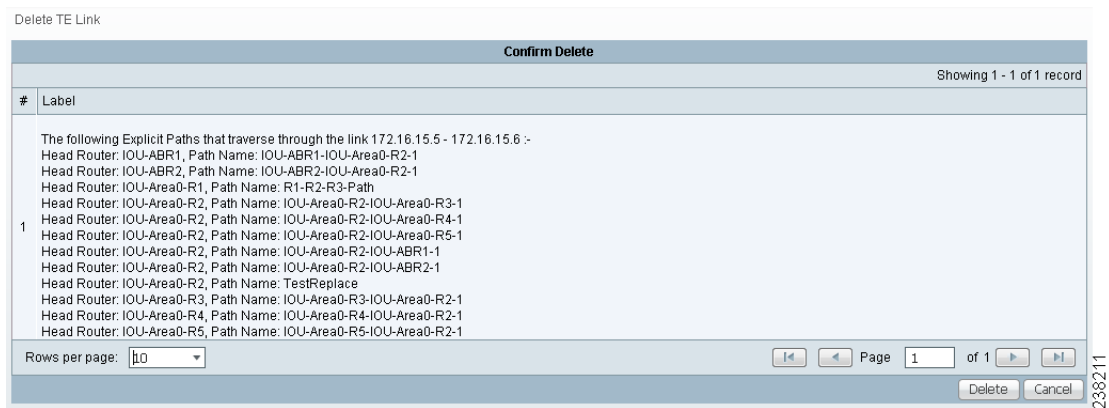 Delete TE Link
Confirm Delete
Showing 1 - 1 of 1 record
# Label
The following Explicit Paths that traverse through the link 172.16.15.5 - 172.16.15.6 :-
Head Router: IOU-ABR1, Path Name: IOU-ABR1-IOU-Area0-R2-1
Head Router: IOU-ABR2, Path Name: IOU-ABR2-IOU-Area0-R2-1
Head Router: IOU-Area0-R1, Path Name: R1-R2-R3-Path
Head Router: IOU-Area0-R2, Path Name: IOU-Area0-R2-IOU-Area0-R3-1
Head Router: IOU-Area0-R2, Path Name: IOU-Area0-R2-IOU-Area0-R4-1
1
Head Router: IOU-Area0-R2, Path Name: IOU-Area0-R2-IOU-Area0-R5-1
Head Router: IOU-Area0-R2, Path Name: IOU-Area0-R2-IOU-ABR1-1
Head Router: IOU-Area0-R2, Path Name: IOU-Area0-R2-IOU-ABR2-1
Head Router: IOU-Area0-R2, Path Name: TestReplace
Head Router: IOU-Area0-R3, Path Name: IOU-Area0-R3-IOU-Area0-R2-1
Head Router: IOU-Area0-R4, Path Name: IOU-Area0-R4-IOU-Area0-R2-1
Head Router: IOU-Area0-R5, Path Name: IOU-Area0-R5-IOU-Area0-R2-1
Rows per page: 10 Page 1 of 1
Delete Cancel
238211